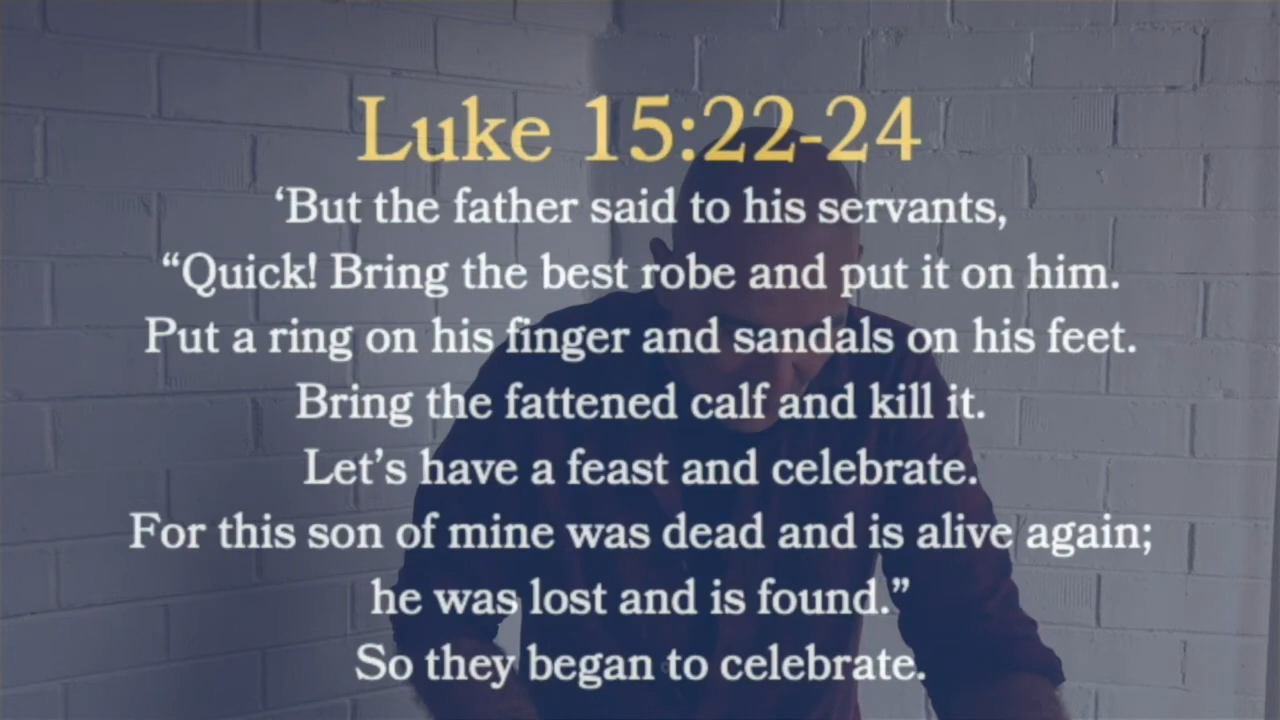 Luke 15:22-24
‘But the father said to his servants,
“Quick! Bring the best robe and put it on him.
Put a ring on his finger and sandals on his feet.
Bring the fattened calf and kill it.
Let’s have a feast and celebrate.
For this son of mine was dead and is alive again;
he was lost and is found.”
So they began to celebrate.